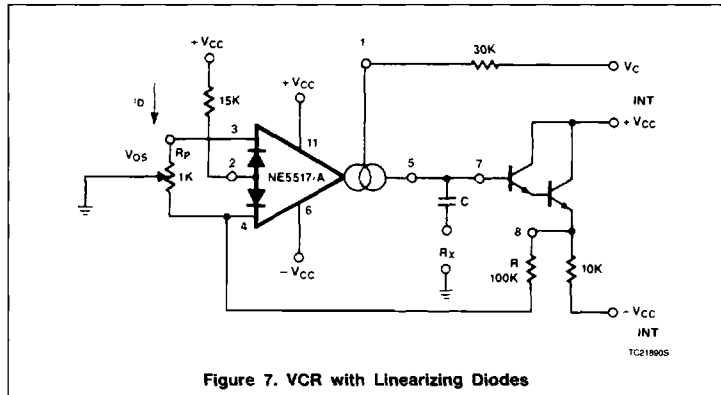 +VCC
1
30K
VC
INT
+VCC
ID
15K
+VCC
3
11
VOS
RP
1K
2
NE5517/A
5
7
4
6
C
-VCC
8
RX
R
100K
10K
-VCC
INT
TC21890S
Figure 7. VCR with Linearizing Diodes